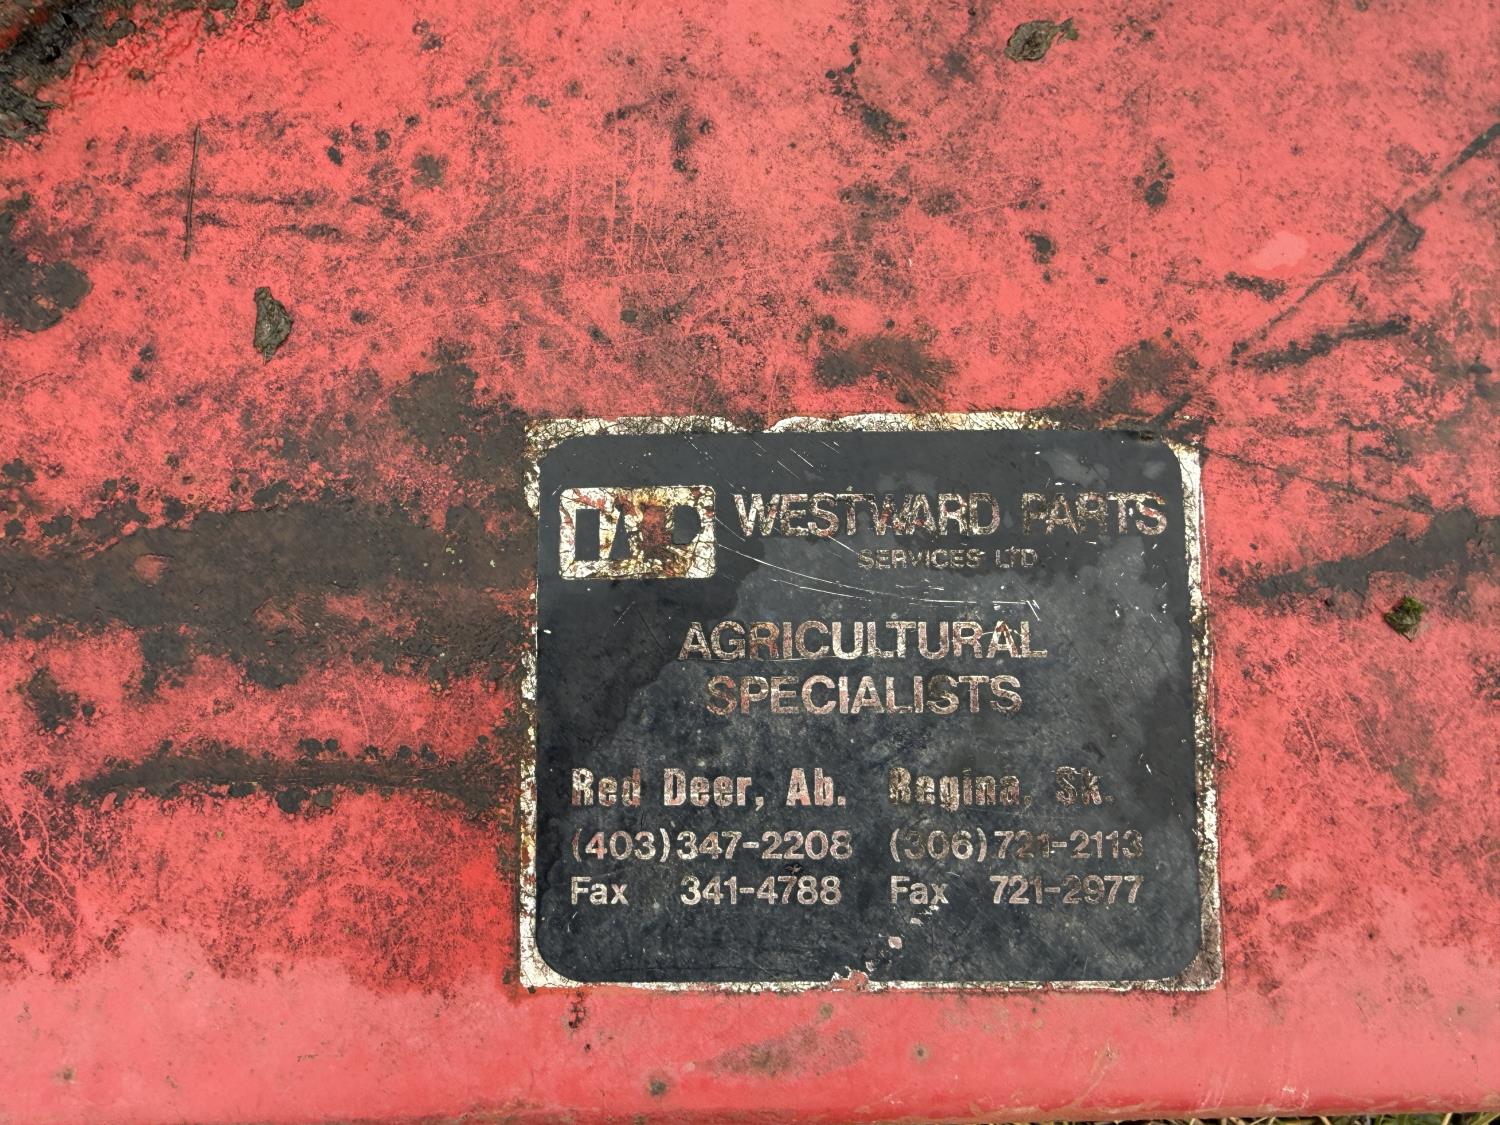 WESTWARD PARTS
SERVICES LTD.
AGRICULTURAL
SPECIALISTS
Red Deer, Ab. Regina, Sk.
(403)347-2208 (306)721-2113
Fax 341-4788 Fax 721-2977